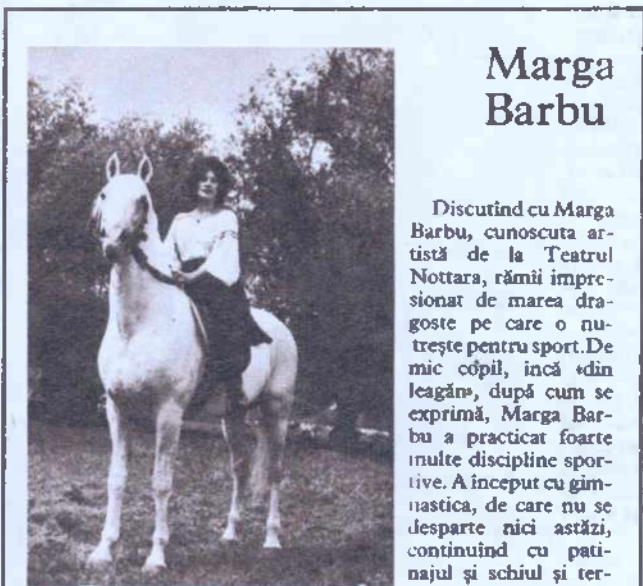 Marga
Barbu
Discutînd cu Marga
Barbu, cunoscuta ar-
tistă de la Teatrul
Nottara, rămîi impre-
sionat de marea dra-
goste pe care o nu-
trește pentru sport.De
mic copil, încă «din
leagăn», după cum se
exprimă, Marga Bar-
bu a practicat foarte
multe discipline spor-
tive. A început cu gim-
nastica, de care nu se
desparte nici astăzi,
continuînd cu pati-
najul și schiul și ter-